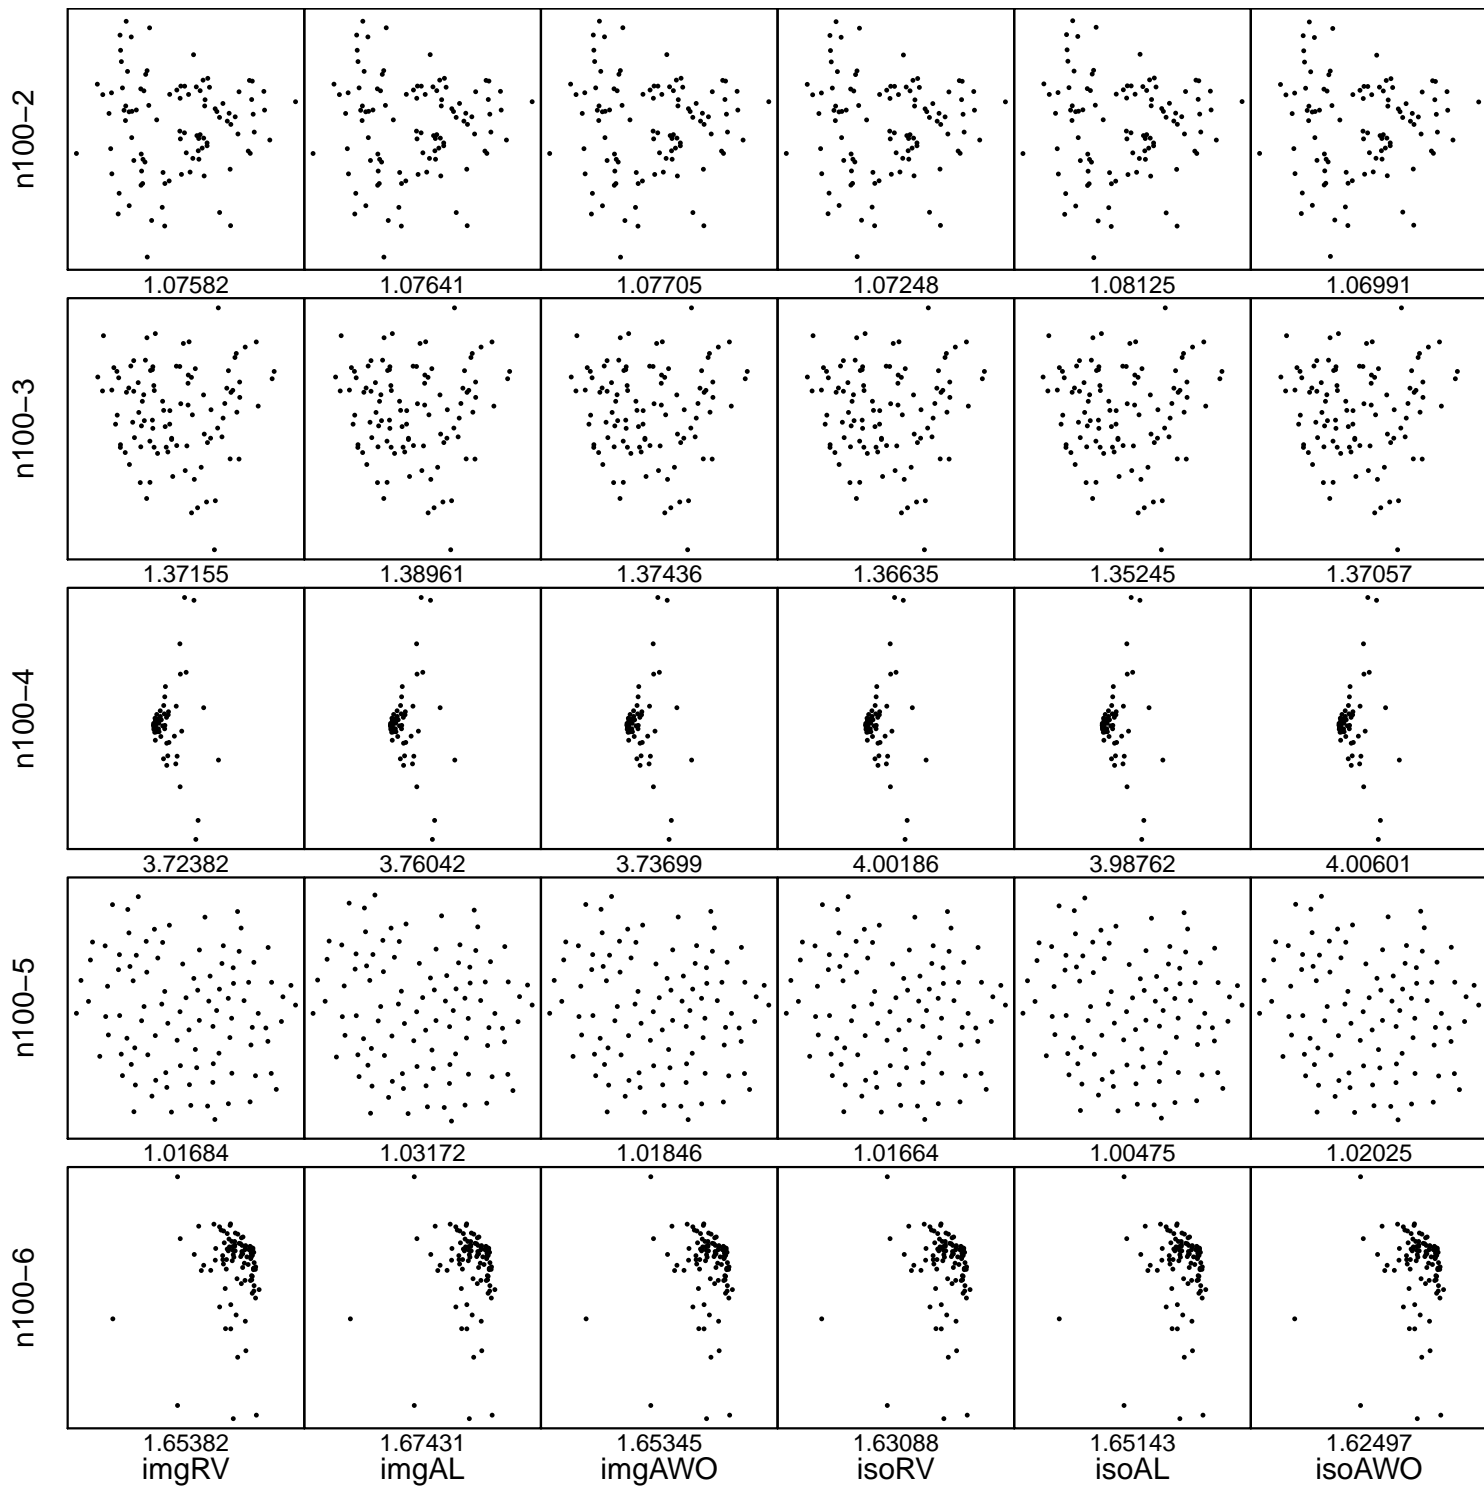 n100–2
1.07582 1.07641 1.07705 1.07248 1.08125 1.06991
n100–3
1.37155 1.38961 1.37436 1.36635 1.35245 1.37057
n100–4
3.72382 3.76042 3.73699 4.00186 3.98762 4.00601
n100–5
1.01684 1.03172 1.01846 1.01664 1.00475 1.02025
n100–6
1.65382 1.67431 1.65345 1.63088 1.65143 1.62497
imgRV imgAL imgAWO isoRV isoAL isoAWO